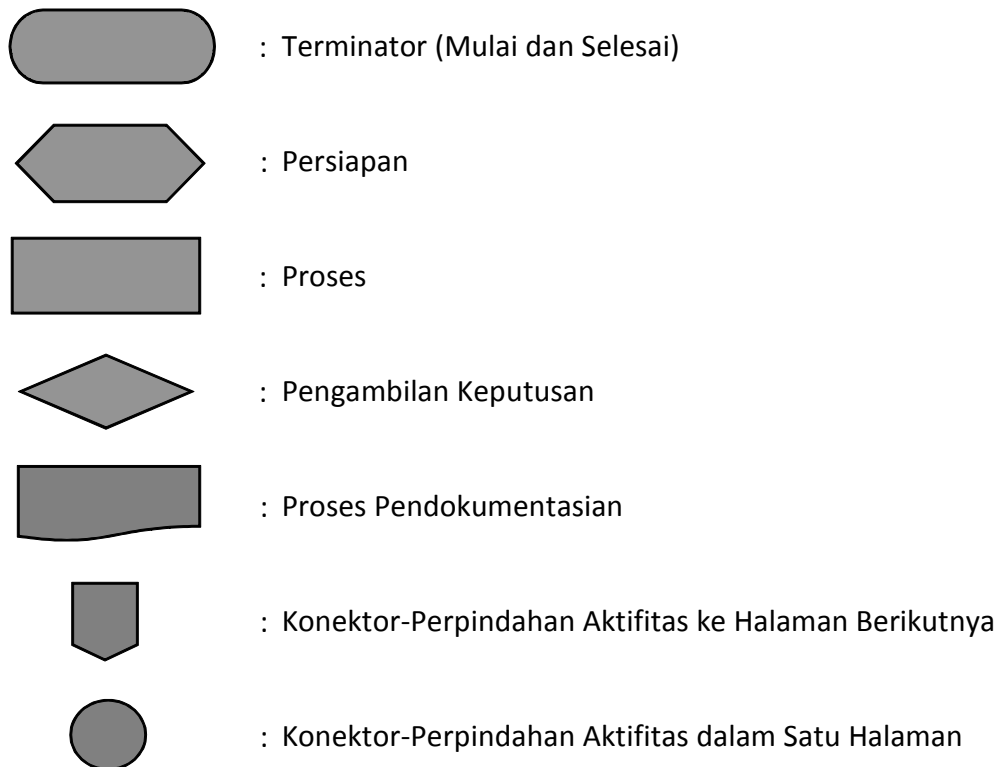 : Terminator (Mulai dan Selesai)
: Persiapan
: Proses
: Pengambilan Keputusan
: Proses Pendokumentasian
: Konektor-Perpindahan Aktifitas ke Halaman Berikutnya
: Konektor-Perpindahan Aktifitas dalam Satu Halaman